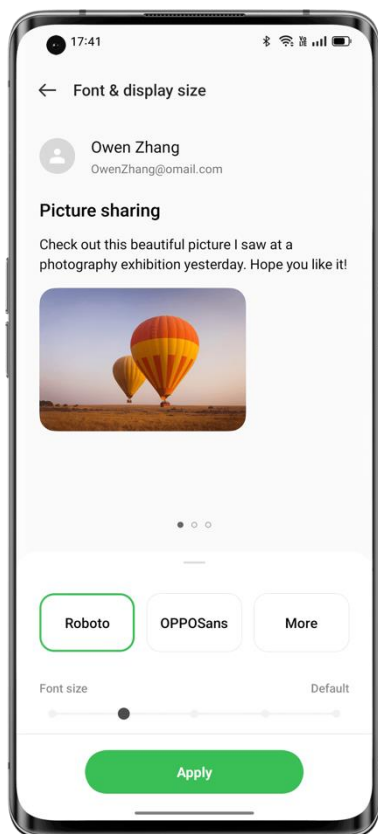 17:41
Font & display size
Owen Zhang
OwenZhang@omail.com
Picture sharing
Check out this beautiful picture I saw at a
photography exhibition yesterday. Hope you like it!
Roboto OPPOSans More
Font size Default
Apply